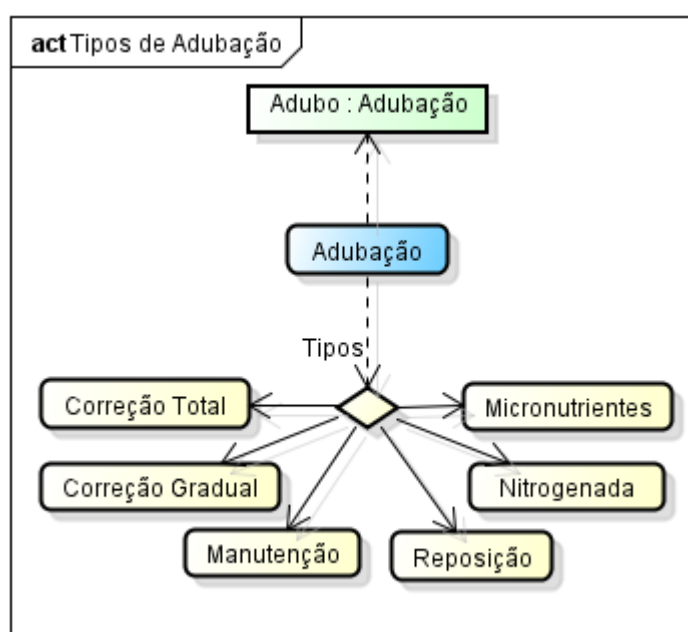 act Tipos de Adubação
Adubo : Adubação
Adubação
Tipos
Correção Total
Micronutrientes
Correção Gradual
Nitrogenada
Manutenção
Reposição